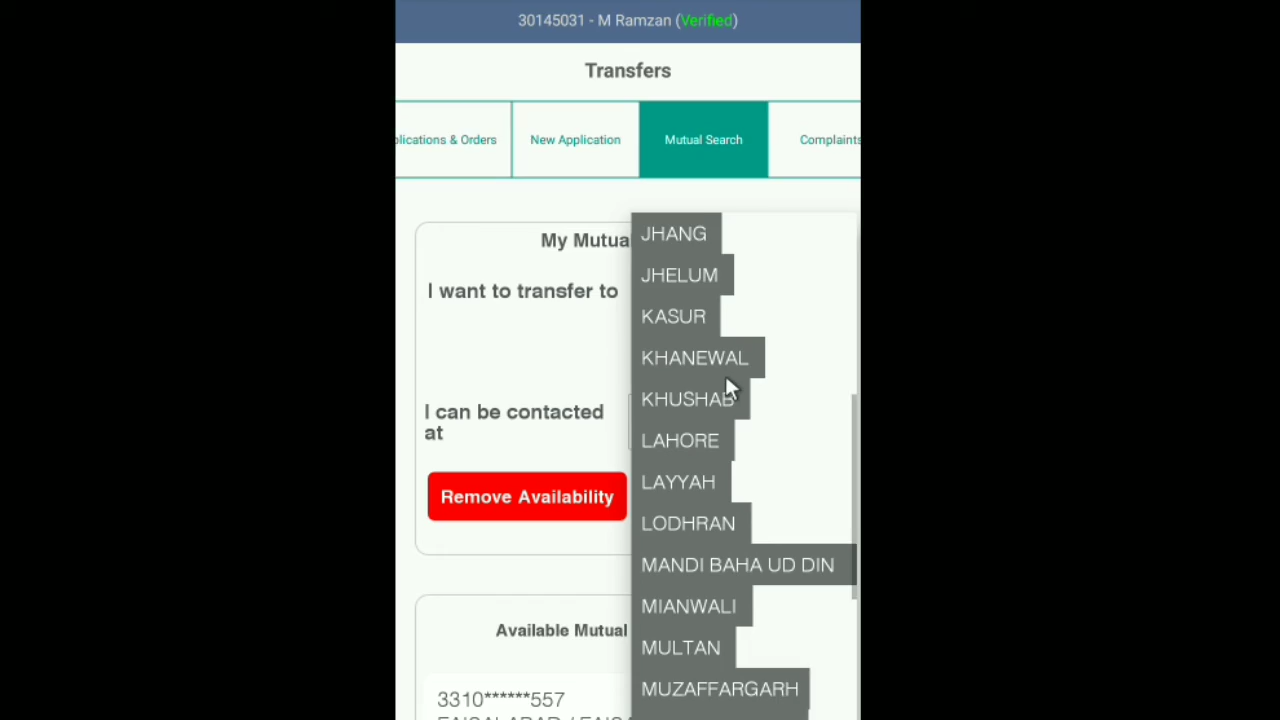 30145031 - M Ramzan (Verified)
Transfers
plications & Orders
New Application
Mutual Search
Complaints
My Mutua
I want to transfer to
I can be contacted
at
Remove Availability
JHANG
JHELUM
KASUR
KHANEWAL
KHUSHAB
LAHORE
LAYYAH
LODHRAN
MANDI BAHA UD DIN
MIANWALI
MULTAN
MUZAFFARGARH
Available Mutual
3310******557
FAISALABAD / FAIS